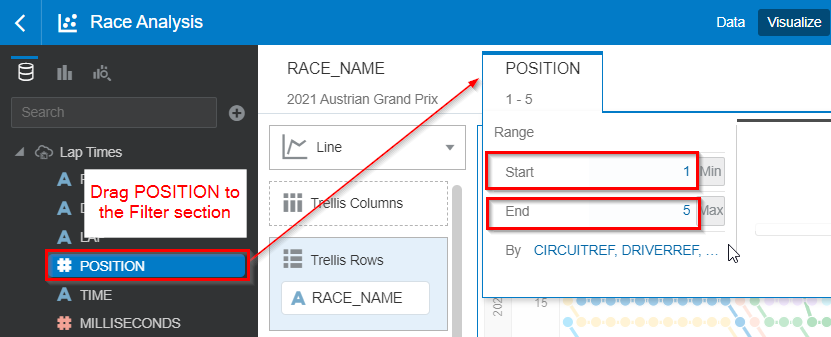 Race Analysis
Data
Visualize
Search
Lap Times
Drag POSITION to
the Filter section
LAP
POSITION
TIME
MILLISECONDS
RACE_NAME
2021 Austrian Grand Prix
Line
Trellis Columns
Trellis Rows
RACE_NAME
POSITION
1 - 5
Range
Start 1 Min
End 5 Max
By CIRCUITREF, DRIVERREF, ...
15